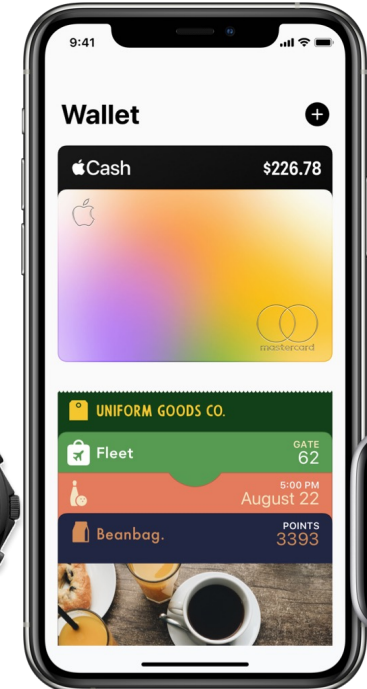 9:41
Wallet
Cash $226.78
mastercard
UNIFORM GOODS CO.
Fleet GATE 62
5:00 PM
August 22
Beanbag. POINTS 3393